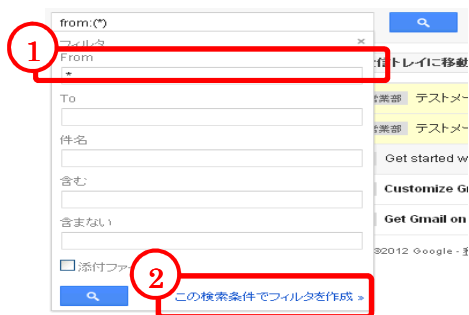 from:(*)
1
フィルタ
×
From
*
信トレイに移動
To
営業部 テストメー
件名
営業部 テストメー
含む
Get started w
Customize G
含まない
Get Gmail on
©2012 Google -
添付ファ
2
この検索条件でフィルタを作成 »